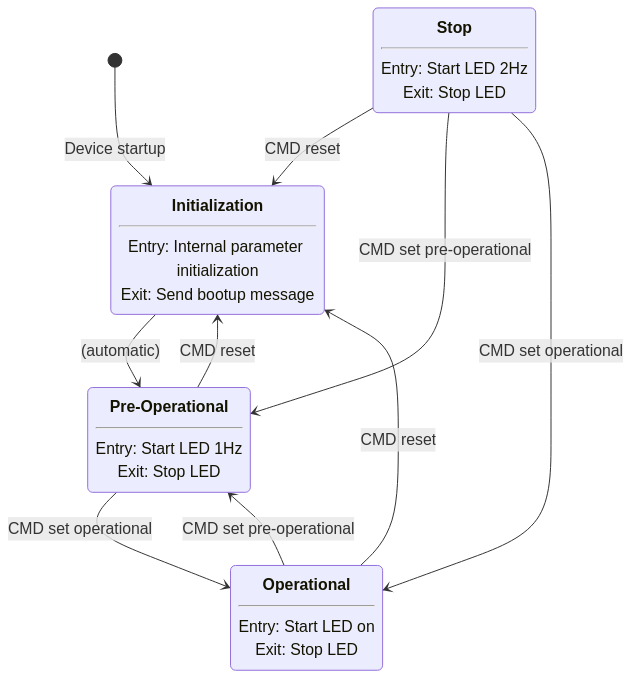 Stop
Entry: Start LED 2Hz
Exit: Stop LED
Device startup
CMD reset
Initialization
Entry: Internal parameter
initialization
Exit: Send bootup message
CMD set pre-operational
(automatic)
CMD reset
CMD set operational
Pre-Operational
Entry: Start LED 1Hz
Exit: Stop LED
CMD reset
CMD set operational
CMD set pre-operational
Operational
Entry: Start LED on
Exit: Stop LED